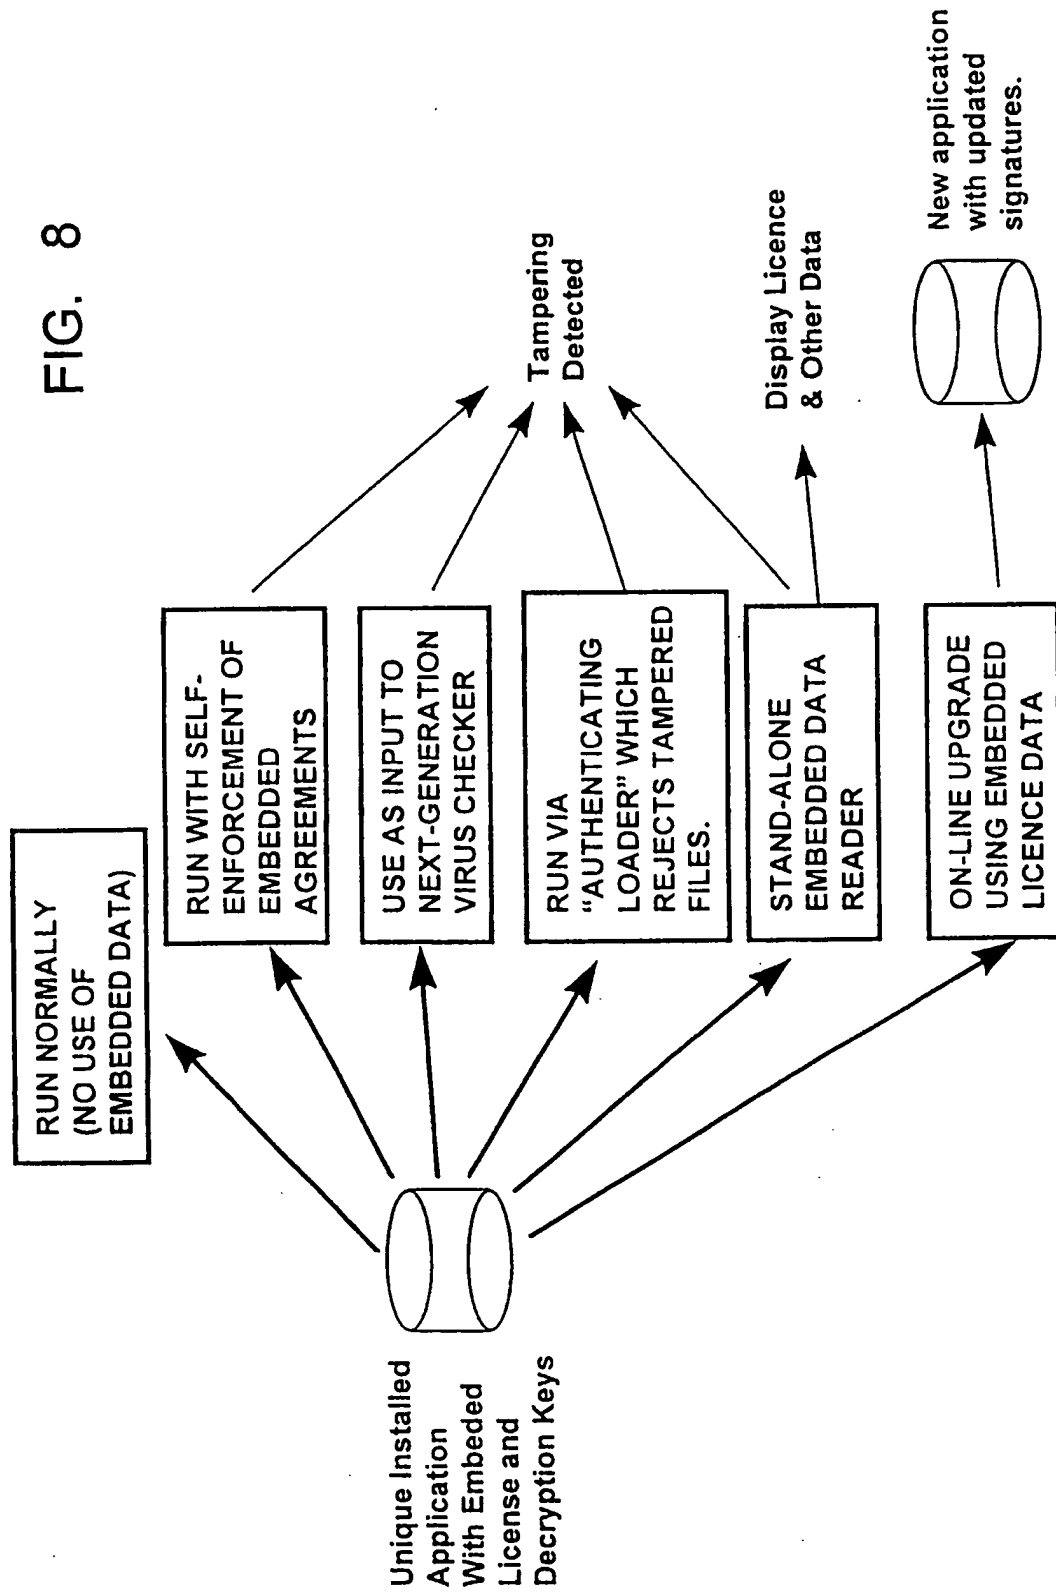 FIG. 8
RUN NORMALLY
(NO USE OF
EMBEDDED DATA)
RUN WITH SELF-
ENFORCEMENT OF
EMBEDDED
AGREEMENTS
USE AS INPUT TO
NEXT-GENERATION
VIRUS CHECKER
RUN VIA
“AUTHENTICATING
LOADER” WHICH
REJECTS TAMPERED
FILES.
STAND-ALONE
EMBEDDED DATA
READER
ON-LINE UPGRADE
USING EMBEDDED
LICENCE DATA
Unique Installed
Application
With Embeded
License and
Decryption Keys
Tampering
Detected
Display Licence
& Other Data
New application
with updated
signatures.